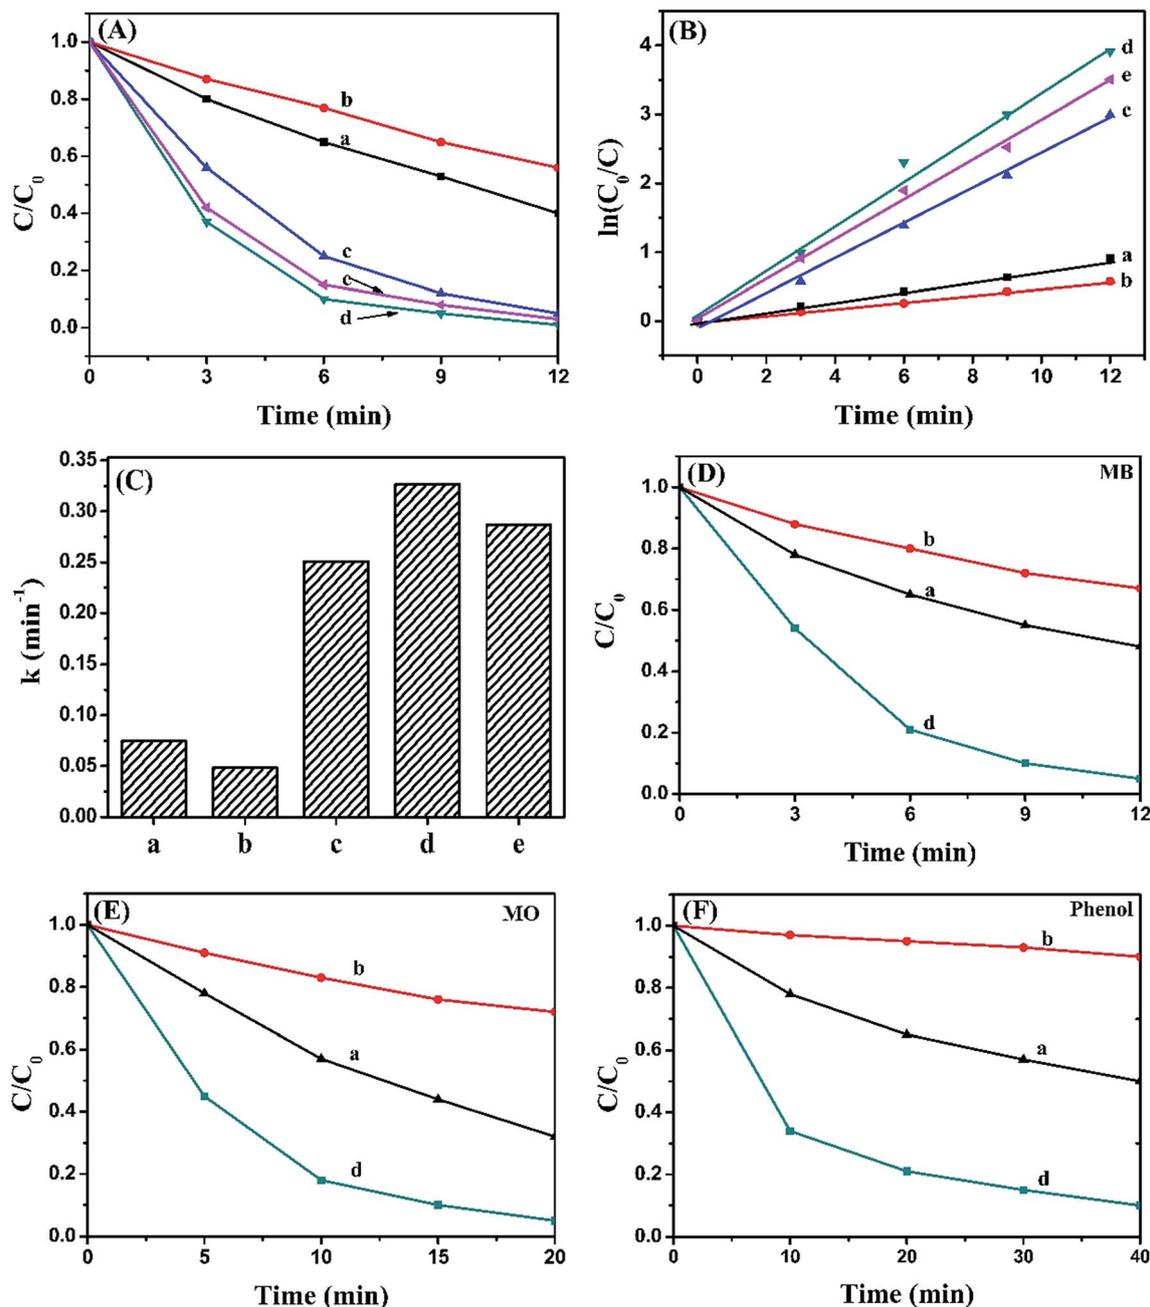 (A)
1.0
0.8
0.6
0.4
0.2
0.0
C/C0
b
a
c
c
d
0 3 6 9 12
Time (min)
(B)
4
3
2
1
0
ln(C0/C)
d
e
c
a
b
0 2 4 6 8 10 12
Time (min)
(C)
0.35
0.30
0.25
0.20
0.15
0.10
0.05
0.00
k (min-1)
a b c d e
(D) MB
1.0
0.8
0.6
0.4
0.2
0.0
C/C0
b
a
d
0 3 6 9 12
Time (min)
(E) MO
1.0
0.8
0.6
0.4
0.2
0.0
C/C0
b
a
d
0 5 10 15 20
Time (min)
(F) Phenol
1.0
0.8
0.6
0.4
0.2
0.0
C/C0
b
a
d
0 10 20 30 40
Time (min)